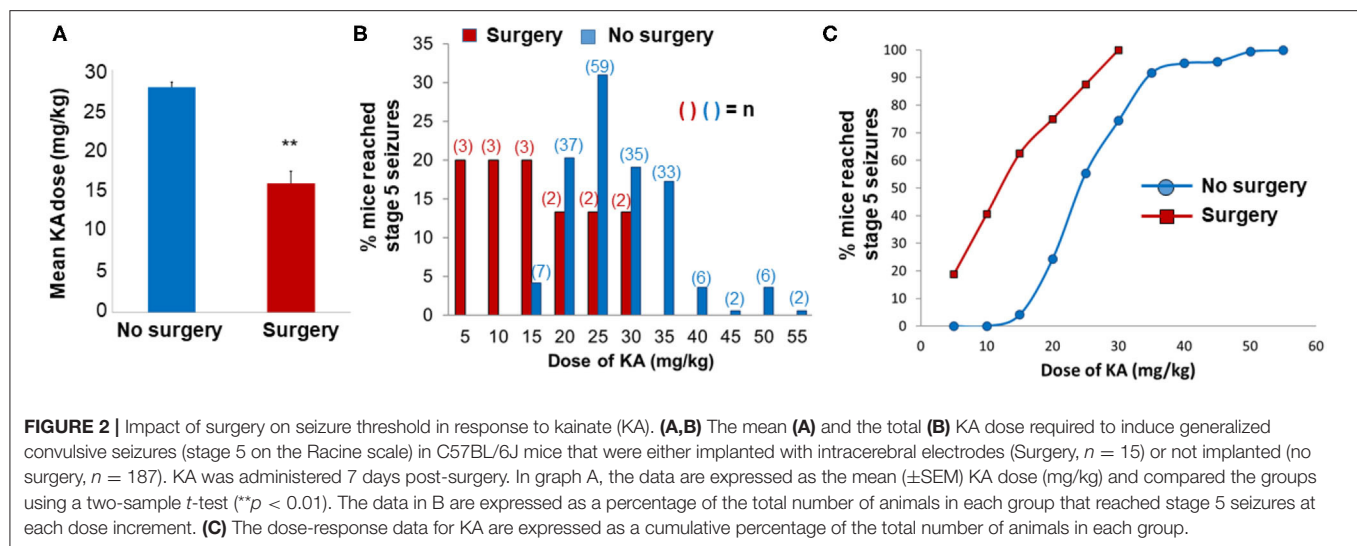 A
Mean KA dose (mg/kg)
30
25
20
15
10
5
0
**
No surgery
Surgery
B
Surgery
No surgery
% mice reached
stage 5 seizures
35
30
25
20
15
10
5
0
( ) ( ) = n
(3)
(3)
(3)
(7)
(2)
(37)
(2)
(59)
(2)
(35)
(33)
(6)
(2)
(6)
(2)
5 10 15 20 25 30 35 40 45 50 55
Dose of KA (mg/kg)
C
% mice reached
stage 5 seizures
100
90
80
70
60
50
40
30
20
10
0
No surgery
Surgery
0 10 20 30 40 50 60
Dose of KA (mg/kg)
FIGURE 2 | Impact of surgery on seizure threshold in response to kainate (KA). (A,B) The mean (A) and the total (B) KA dose required to induce generalized
convulsive seizures (stage 5 on the Racine scale) in C57BL/6J mice that were either implanted with intracerebral electrodes (Surgery, n = 15) or not implanted (no
surgery, n = 187). KA was administered 7 days post-surgery. In graph A, the data are expressed as the mean (±SEM) KA dose (mg/kg) and compared the groups
using a two-sample t-test (**p < 0.01). The data in B are expressed as a percentage of the total number of animals in each group that reached stage 5 seizures at
each dose increment. (C) The dose-response data for KA are expressed as a cumulative percentage of the total number of animals in each group.